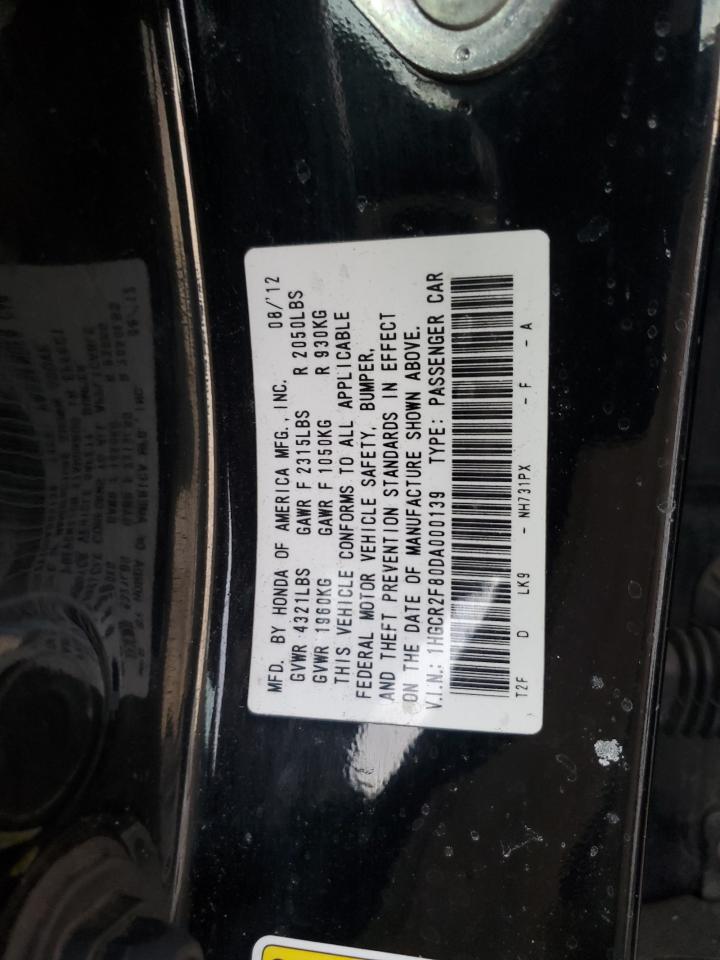 MFD. BY HONDA OF AMERICA MFG., INC. 08/'12
GVWR 4321LBS GAWR F 2315LBS R 2050LBS
GVWR 1960KG GAWR F 1050KG R 930KG
THIS VEHICLE CONFORMS TO ALL APPLICABLE
FEDERAL MOTOR VEHICLE SAFETY, BUMPER,
AND THEFT PREVENTION STANDARDS IN EFFECT
ON THE DATE OF MANUFACTURE SHOWN ABOVE.
V.I.N.: 1HGCR2F80DA000139 TYPE: PASSENGER CAR
T2F D LK9 - NH731PX - F - A